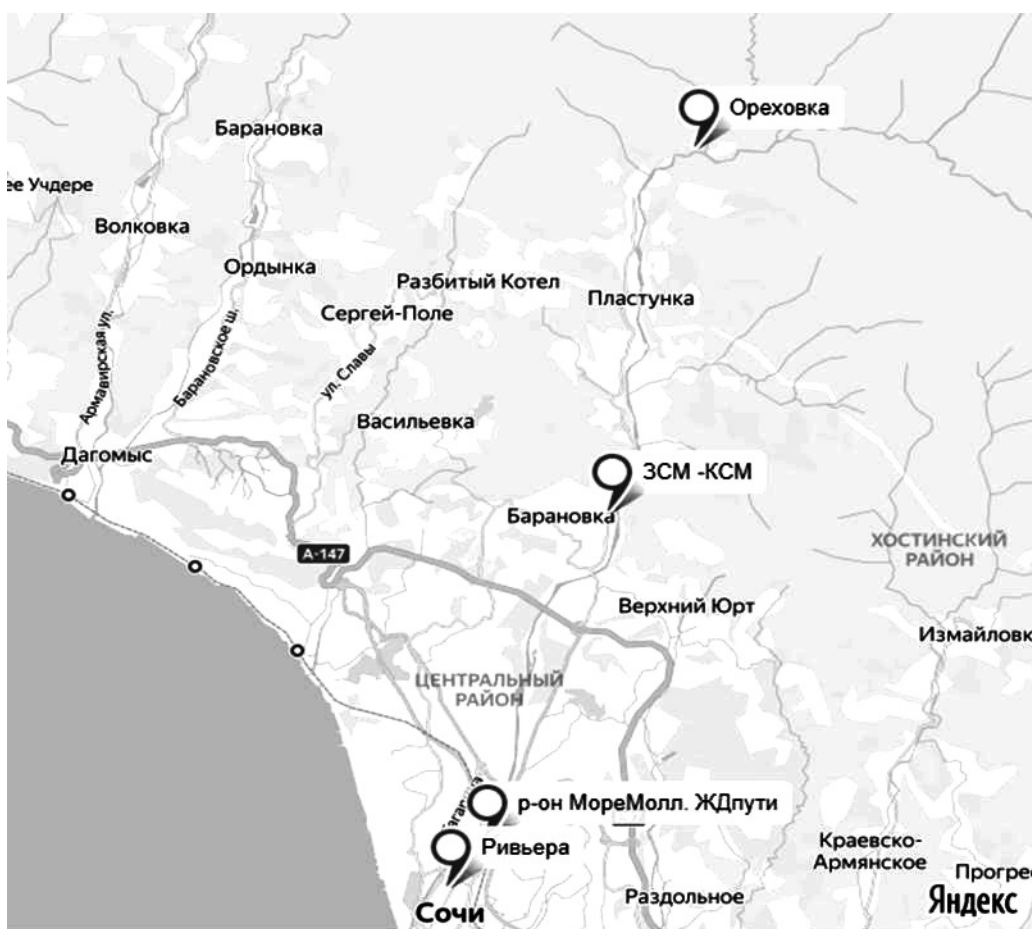 Ореховка
Барановка
ее Учдере
Волковка
Ордынка
Разбитый Котел
Пластунка
Сергей-Поле
Армавирская ул.
Барановское ш.
ул. Славы
Васильевка
Дагомыс
ЗСМ -КСМ
Барановка
ХОСТИНСКИЙ
РАЙОН
А-147
Верхний Юрт
Измайловк
ЦЕНТРАЛЬНЫЙ
РАЙОН
р-он МореМолл. ЖДпути
Ривьера
Краевско-
Армянское
Прогрес
Раздольное
Сочи
Яндекс